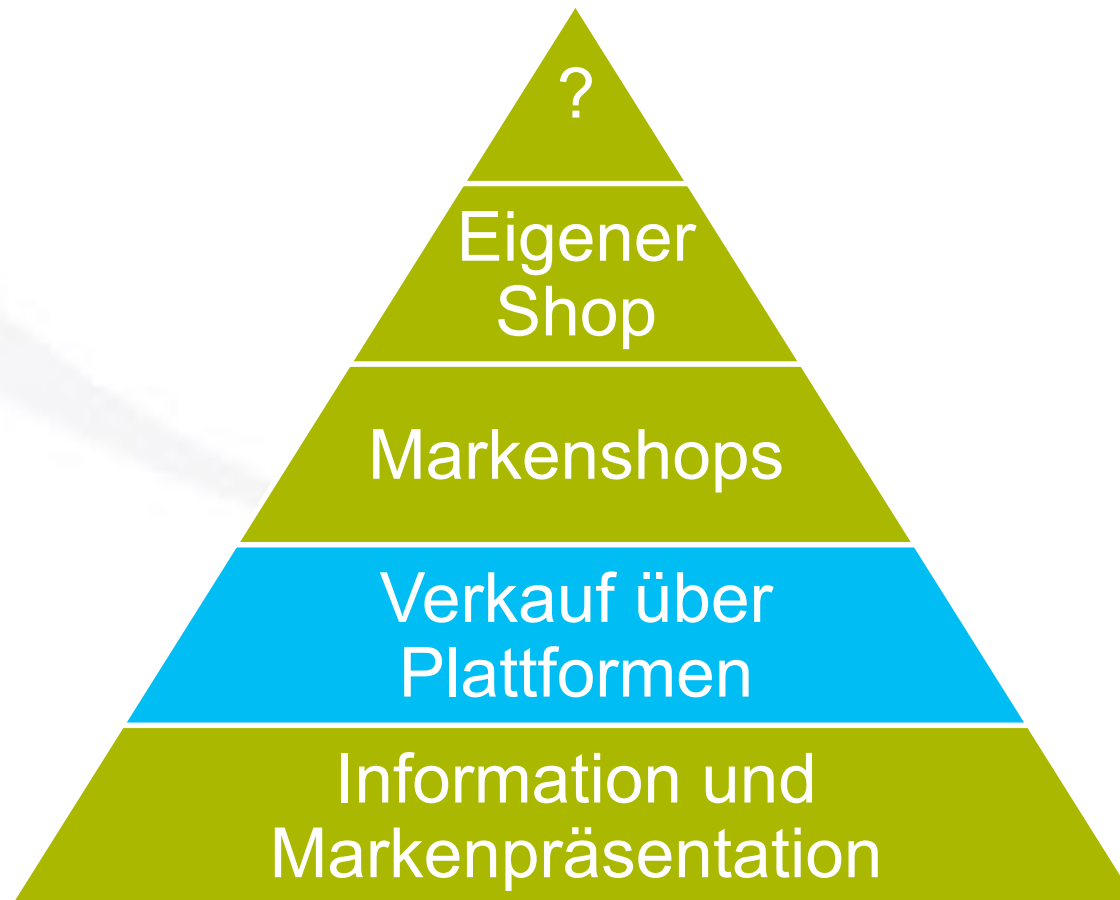 ?
Eigener
Shop
Markenshops
Verkauf über
Plattformen
Information und
Markenpräsentation